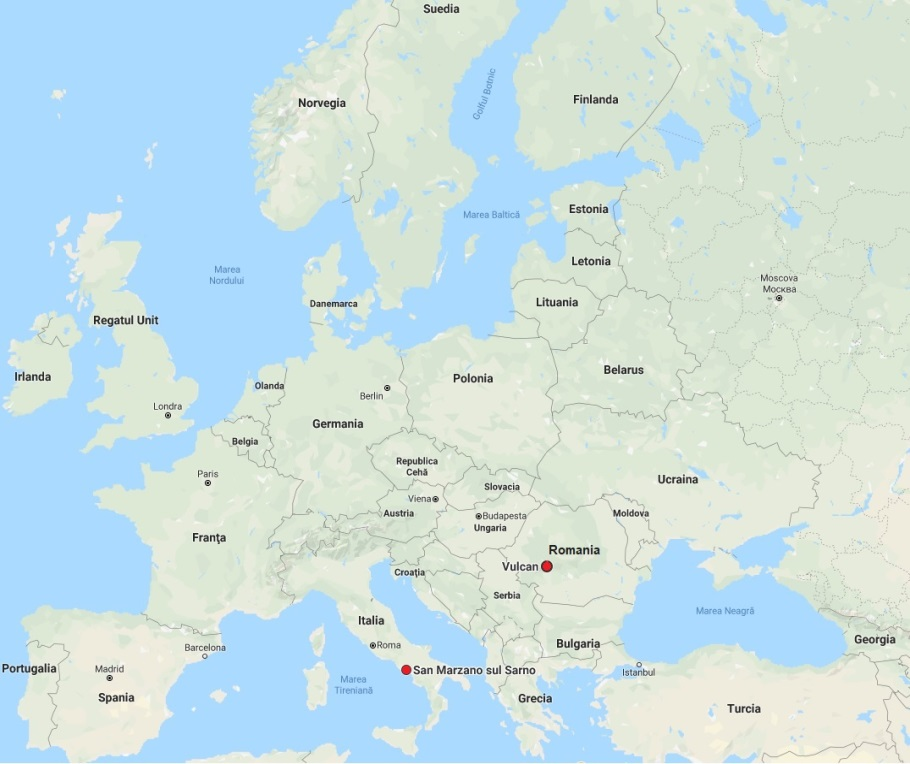 Suedia
Norvegia
Finlanda
Golful Botnic
Estonia
Marea Baltică
Letonia
Marea
Nordului
Moscova
Москва
Danemarca
Lituania
Regatul Unit
Irlanda
Belarus
Polonia
Olanda
Berlin
Londra
Germania
Belgia
Republica
Cehă
Paris
Slovacia
Ucraina
Viena
Austria
Budapesta
Ungaria
Moldova
Franţa
Romania
Vulcan
Croaţia
Serbia
Marea Neagră
Italia
Georgia
Roma
Bulgaria
Barcelona
Portugalia
Madrid
San Marzano sul Sarno
Istanbul
Marea
Tireniană
Spania
Grecia
Turcia